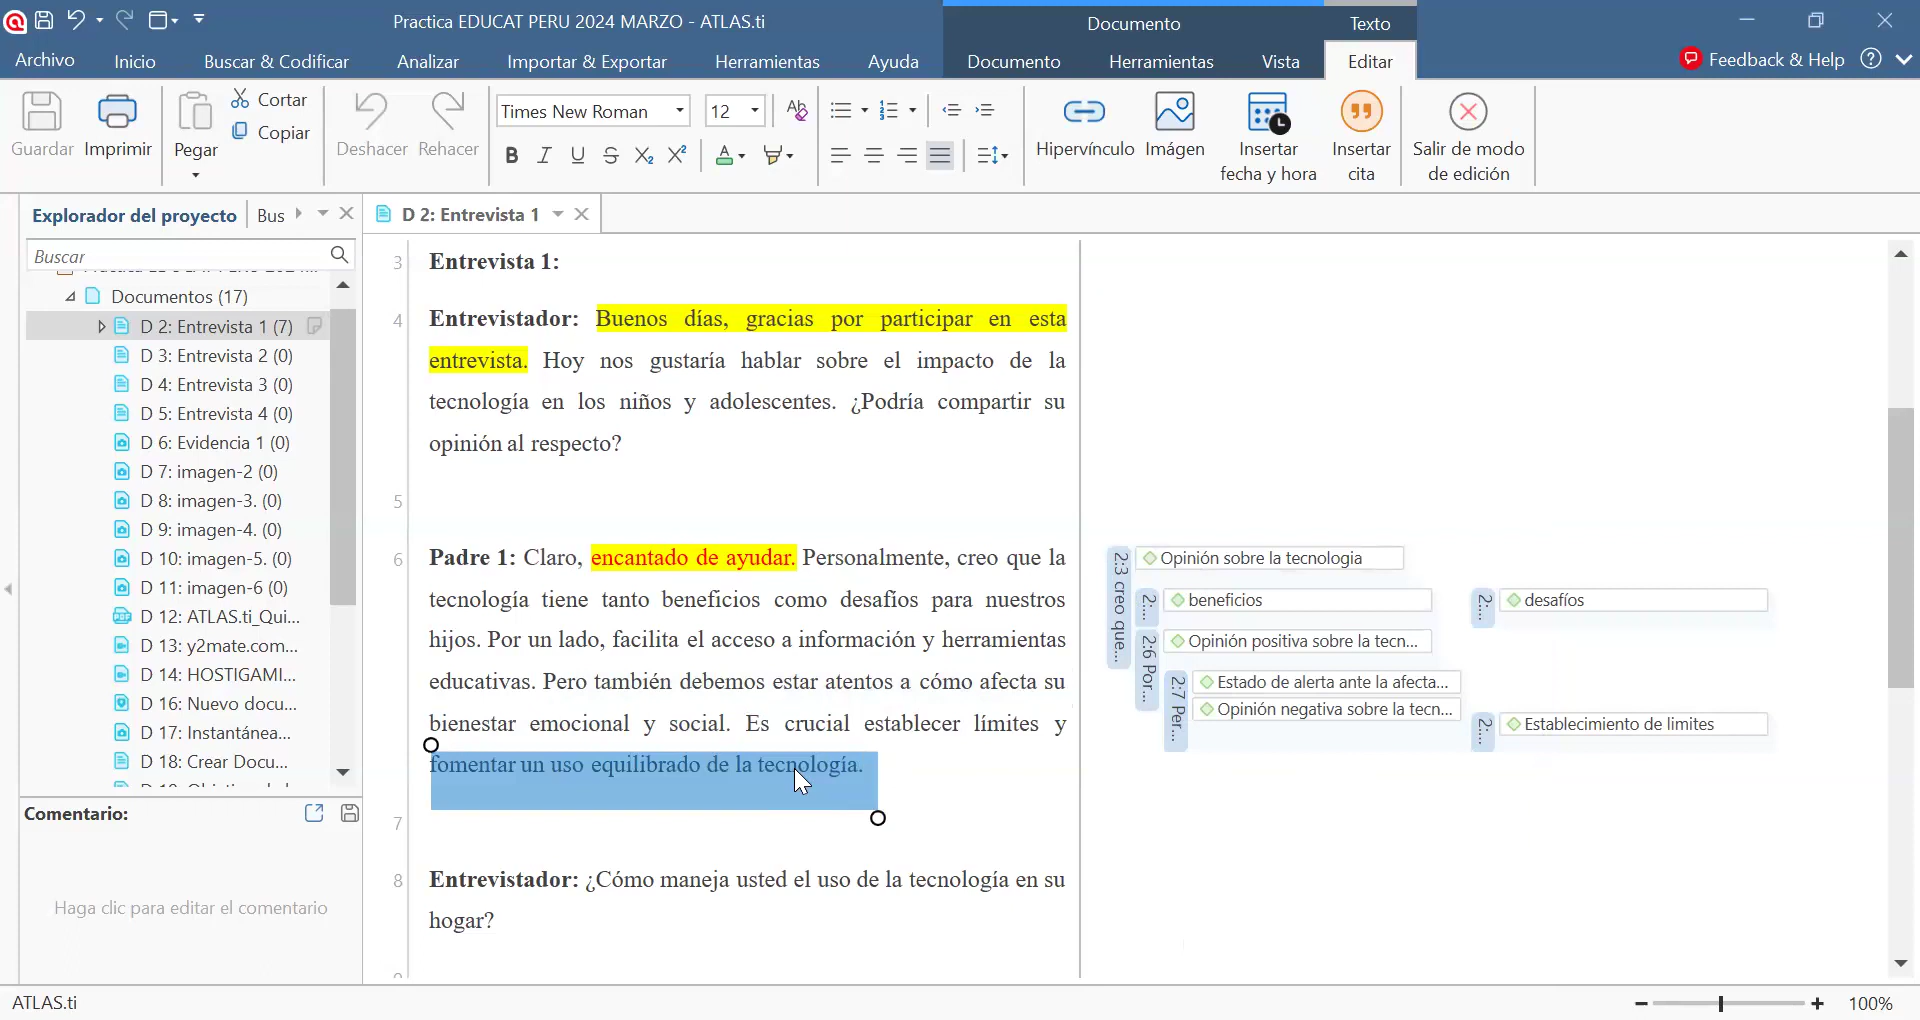 Practica EDUCAT PERU 2024 MARZO - ATLAS.ti
Documento
Texto
Archivo
Inicio
Buscar & Codificar
Analizar
Importar & Exportar
Herramientas
Ayuda
Documento
Herramientas
Vista
Editar
Feedback & Help
Guardar
Imprimir
Pegar
Cortar
Copiar
Deshacer
Rehacer
Times New Roman
12
Hipervínculo
Imágen
Insertar
fecha y hora
Insertar
cita
Salir de modo
de edición
Explorador del proyecto
Bus
D 2: Entrevista 1
Buscar
Documentos (17)
D 2: Entrevista 1 (7)
D 3: Entrevista 2 (0)
D 4: Entrevista 3 (0)
D 5: Entrevista 4 (0)
D 6: Evidencia 1 (0)
D 7: imagen-2 (0)
D 8: imagen-3. (0)
D 9: imagen-4. (0)
D 10: imagen-5. (0)
D 11: imagen-6 (0)
D 12: ATLAS.ti_Qui...
D 13: y2mate.com...
D 14: HOSTIGAMI...
D 16: Nuevo docu...
D 17: Instantánea...
D 18: Crear Docu...
Comentario:
Haga clic para editar el comentario
3 Entrevista 1:
4 Entrevistador: Buenos días, gracias por participar en esta
entrevista. Hoy nos gustaría hablar sobre el impacto de la
tecnología en los niños y adolescentes. ¿Podría compartir su
opinión al respecto?
5
6 Padre 1: Claro, encantado de ayudar. Personalmente, creo que la
tecnología tiene tanto beneficios como desafíos para nuestros
hijos. Por un lado, facilita el acceso a información y herramientas
educativas. Pero también debemos estar atentos a cómo afecta su
bienestar emocional y social. Es crucial establecer límites y
fomentar un uso equilibrado de la tecnología.
7
8 Entrevistador: ¿Cómo maneja usted el uso de la tecnología en su
hogar?
2:3 creo que...
Opinión sobre la tecnologia
2:...
beneficios
2:...
desafíos
2:6 Por...
Opinión positiva sobre la tecn...
2:7 Per...
Estado de alerta ante la afecta...
Opinión negativa sobre la tecn...
2:...
Establecimiento de limites
ATLAS.ti
100%